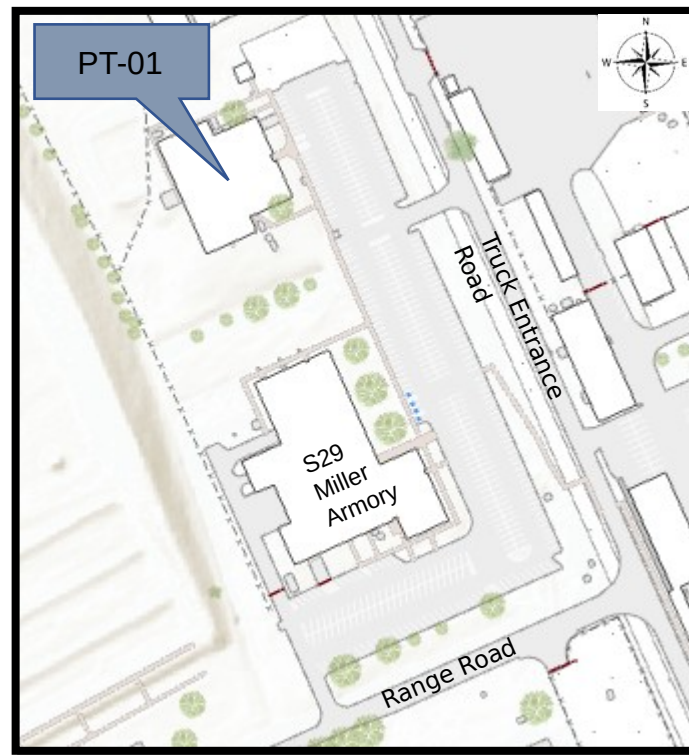 PT-01
N
W E
S
Truck Entrance
Road
S29
Miller
Armory
Range Road